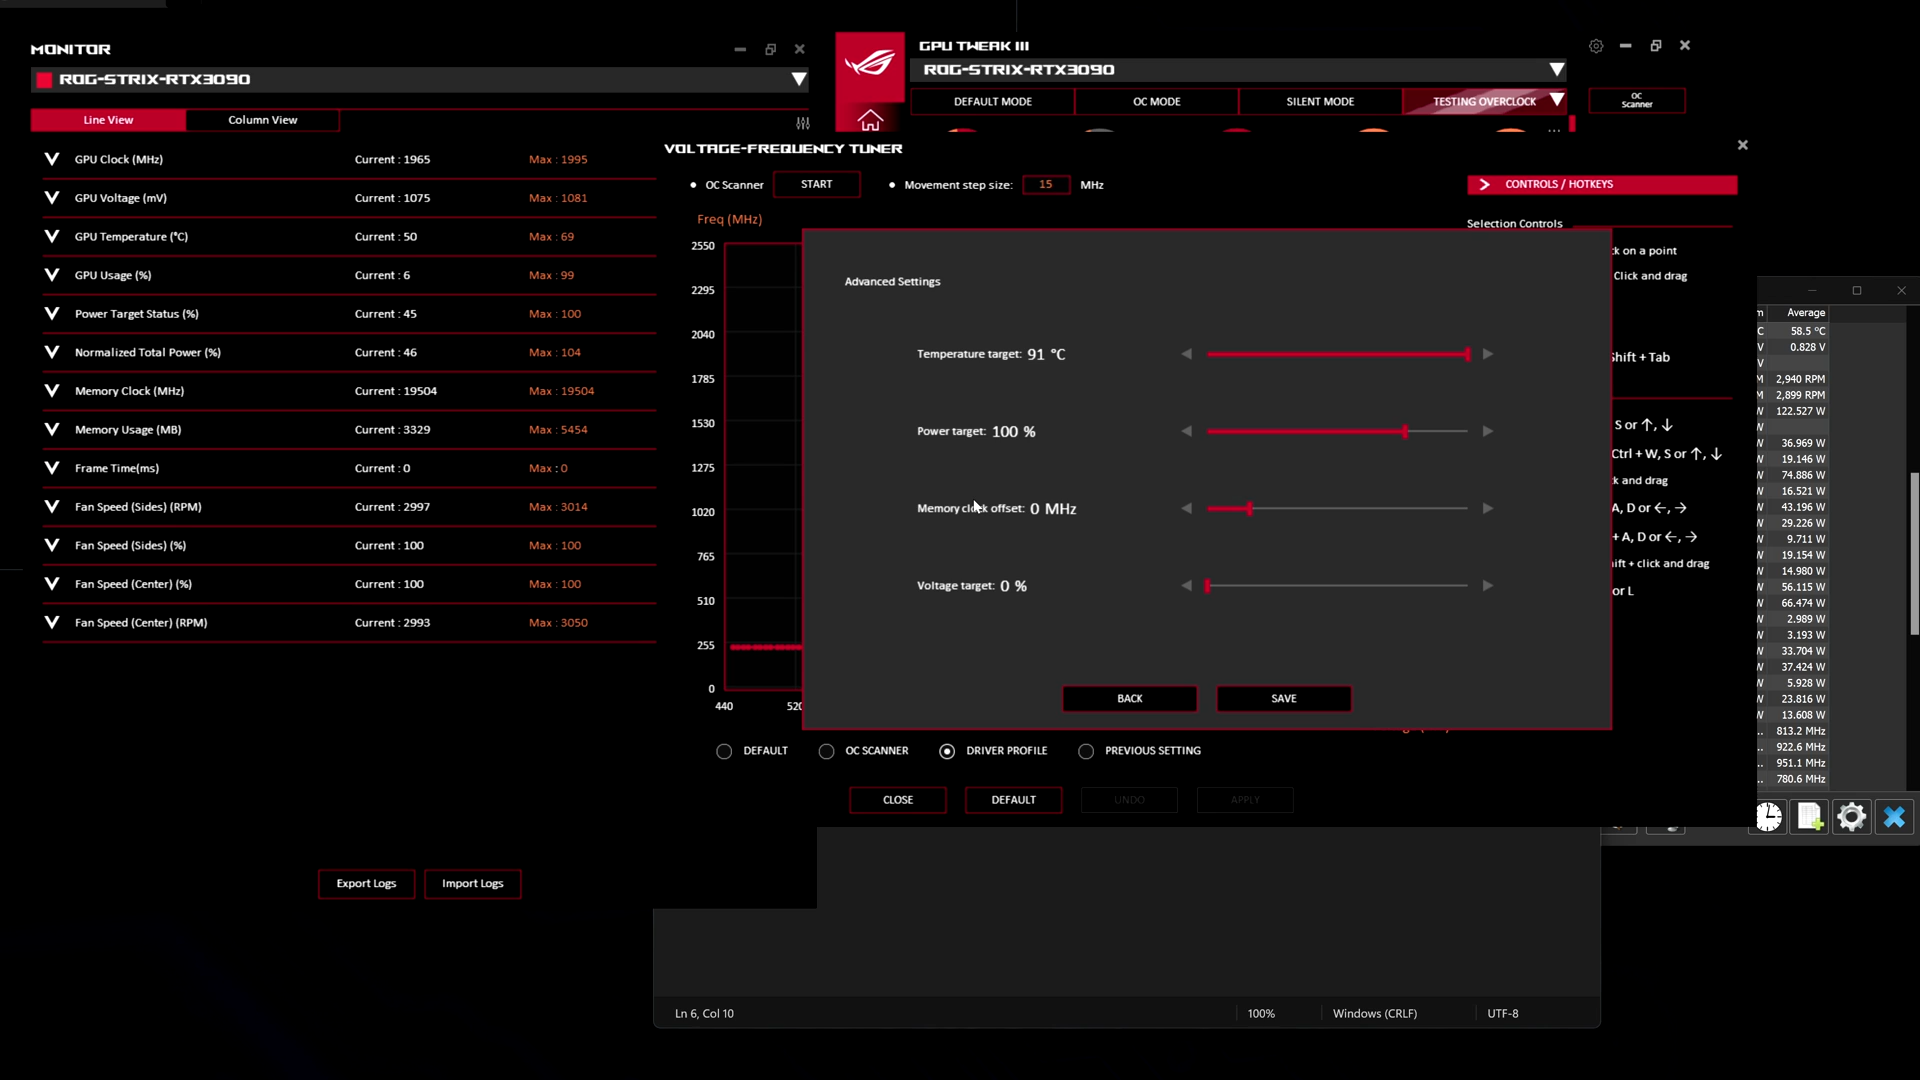 MONITOR
ROG-STRIX-RTX3090
Line View
Column View
GPU Clock (MHz) Current : 1965 Max : 1995
GPU Voltage (mV) Current : 1075 Max : 1081
GPU Temperature (°C) Current : 50 Max : 69
GPU Usage (%) Current : 6 Max : 99
Power Target Status (%) Current : 45 Max : 100
Normalized Total Power (%) Current : 46 Max : 104
Memory Clock (MHz) Current : 19504 Max : 19504
Memory Usage (MB) Current : 3329 Max : 5454
Frame Time(ms) Current : 0 Max : 0
Fan Speed (Sides) (RPM) Current : 2997 Max : 3014
Fan Speed (Sides) (%) Current : 100 Max : 100
Fan Speed (Center) (%) Current : 100 Max : 100
Fan Speed (Center) (RPM) Current : 2993 Max : 3050
Export Logs
Import Logs
GPU TWEAK III
ROG-STRIX-RTX3090
DEFAULT MODE
OC MODE
SILENT MODE
TESTING OVERCLOCK
OC
Scanner
VOLTAGE-FREQUENCY TUNER
• OC Scanner START • Movement step size: 15 MHz
CONTROLS / HOTKEYS
Freq (MHz)
2550
2295
2040
1785
1530
1275
1020
765
510
255
0
440
520
Selection Controls
ck on a point
Click and drag
Shift + Tab
S or ↑, ↓
Ctrl + W, S or ↑, ↓
k and drag
A, D or ←, →
+ A, D or ←, →
ift + click and drag
or L
Advanced Settings
Temperature target: 91 °C
Power target: 100 %
Memory clock offset: 0 MHz
Voltage target: 0 %
BACK
SAVE
DEFAULT
OC SCANNER
DRIVER PROFILE
PREVIOUS SETTING
CLOSE
DEFAULT
UNDO
APPLY
m Average
C 58.5 °C
V 0.828 V
V
M 2,940 RPM
M 2,899 RPM
W 122.527 W
W
W 36.969 W
W 19.146 W
W 74.886 W
W 16.521 W
W 43.196 W
W 29.226 W
W 9.711 W
W 19.154 W
W 14.980 W
W 56.115 W
W 66.474 W
W 2.989 W
W 3.193 W
W 33.704 W
W 37.424 W
W 5.928 W
W 23.816 W
W 13.608 W
.. 813.2 MHz
.. 922.6 MHz
.. 951.1 MHz
.. 780.6 MHz
Ln 6, Col 10
100%
Windows (CRLF)
UTF-8